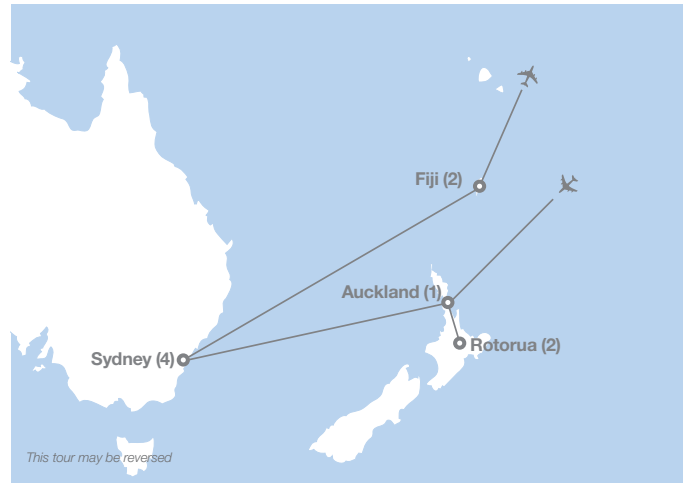 Fiji (2)
Auckland (1)
Rotorua (2)
Sydney (4)
This tour may be reversed